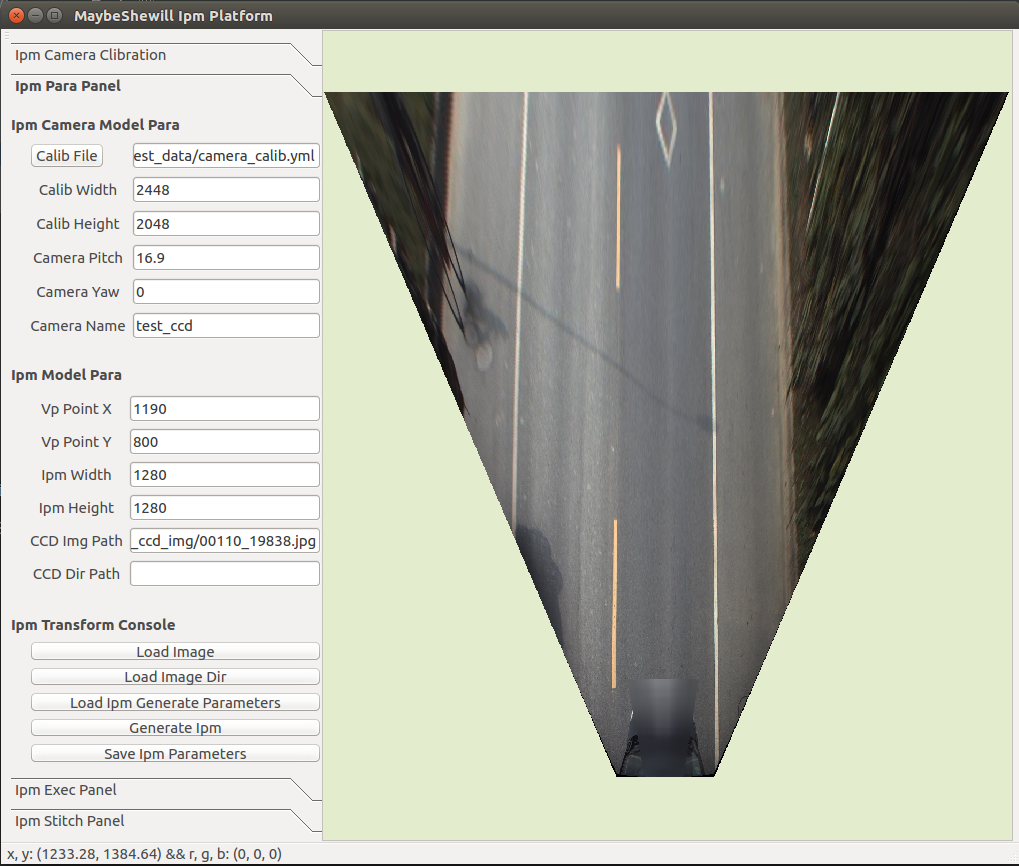 MaybeShewill Ipm Platform
Ipm Camera Clibration
Ipm Para Panel
Ipm Camera Model Para
Calib File est_data/camera_calib.yml
Calib Width 2448
Calib Height 2048
Camera Pitch 16.9
Camera Yaw 0
Camera Name test_ccd
Ipm Model Para
Vp Point X 1190
Vp Point Y 800
Ipm Width 1280
Ipm Height 1280
CCD Img Path _ccd_img/00110_19838.jpg
CCD Dir Path
Ipm Transform Console
Load Image
Load Image Dir
Load Ipm Generate Parameters
Generate Ipm
Save Ipm Parameters
Ipm Exec Panel
Ipm Stitch Panel
x, y: (1233.28, 1384.64) && r, g, b: (0, 0, 0)